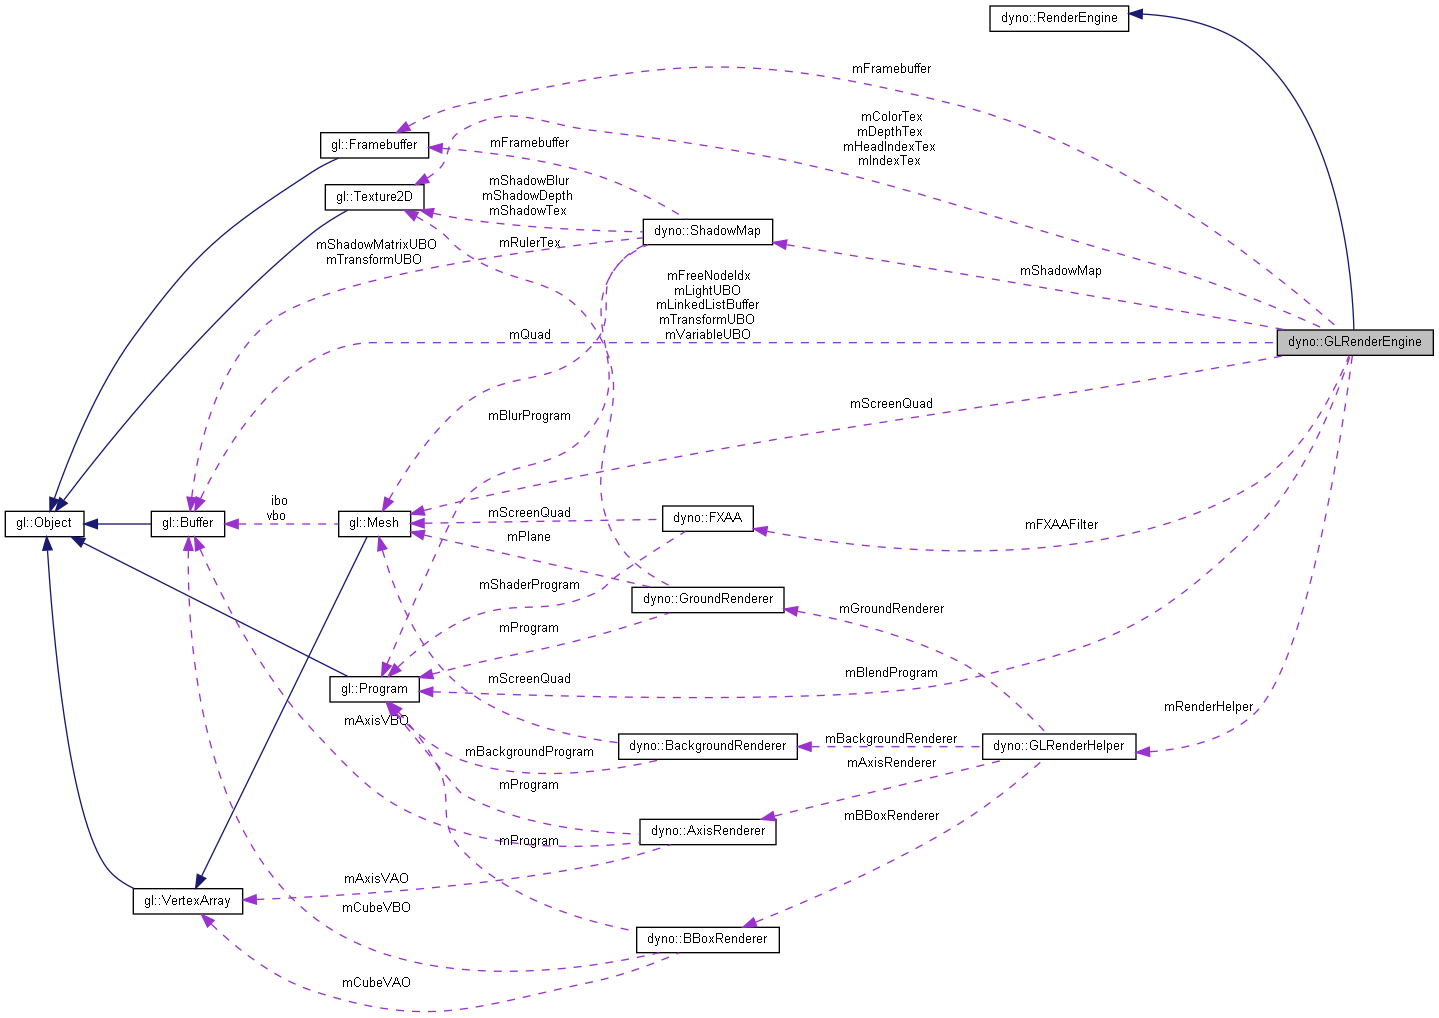 dyno::RenderEngine
mFramebuffer
mColorTex
mDepthTex
mHeadIndexTex
mIndexTex
gl::Framebuffer
mFramebuffer
gl::Texture2D
mShadowBlur
mShadowDepth
mShadowTex
dyno::ShadowMap
mShadowMatrixUBO
mTransformUBO
mRulerTex
mShadowMap
mFreeNodeIdx
mLightUBO
mLinkedListBuffer
mTransformUBO
mVariableUBO
mQuad
dyno::GLRenderEngine
mScreenQuad
mBlurProgram
gl::Object
gl::Buffer
ibo
vbo
gl::Mesh
mScreenQuad
dyno::FXAA
mFXAAFilter
mPlane
mShaderProgram
dyno::GroundRenderer
mGroundRenderer
mProgram
gl::Program
mScreenQuad
mBlendProgram
mRenderHelper
mAxisVBO
mBackgroundProgram
dyno::BackgroundRenderer
mBackgroundRenderer
dyno::GLRenderHelper
mAxisRenderer
mProgram
mBBoxRenderer
dyno::AxisRenderer
mProgram
mAxisVAO
gl::VertexArray
mCubeVBO
dyno::BBoxRenderer
mCubeVAO